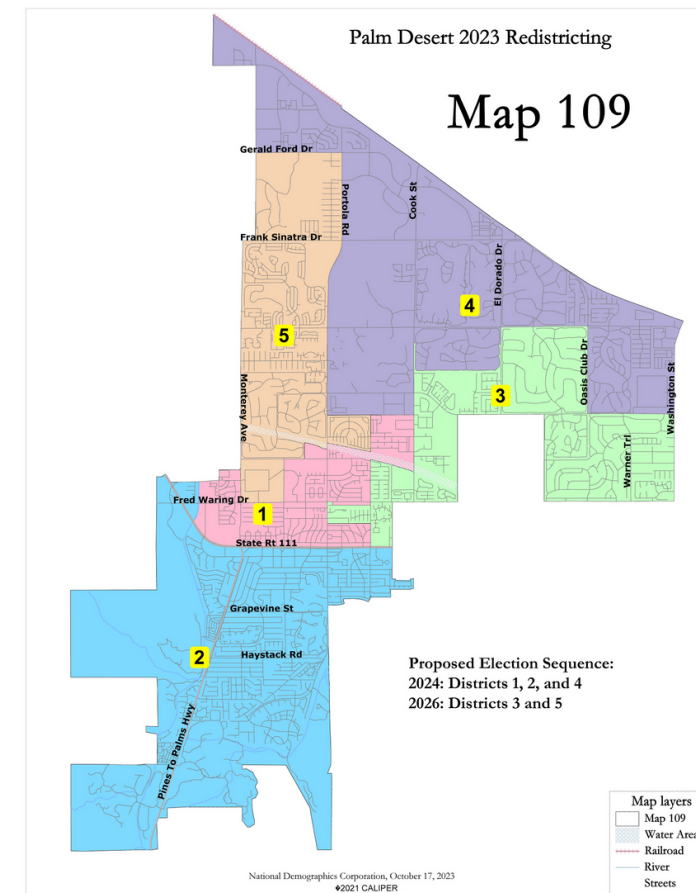 Palm Desert 2023 Redistricting
Map 109
Gerald Ford Dr
Portola Rd
Cook St
Frank Sinatra Dr
El Dorado Dr
4
5
Oasis Club Dr
Washington St
3
Monterey Ave
Warner Trl
Fred Waring Dr
1
State Rt 111
Grapevine St
2
Haystack Rd
Proposed Election Sequence:
2024: Districts 1, 2, and 4
2026: Districts 3 and 5
Pines To Palms Hwy
Map layers
Map 109
Water Area
Railroad
River
Streets
National Demographics Corporation, October 17, 2023
�2021 CALIPER